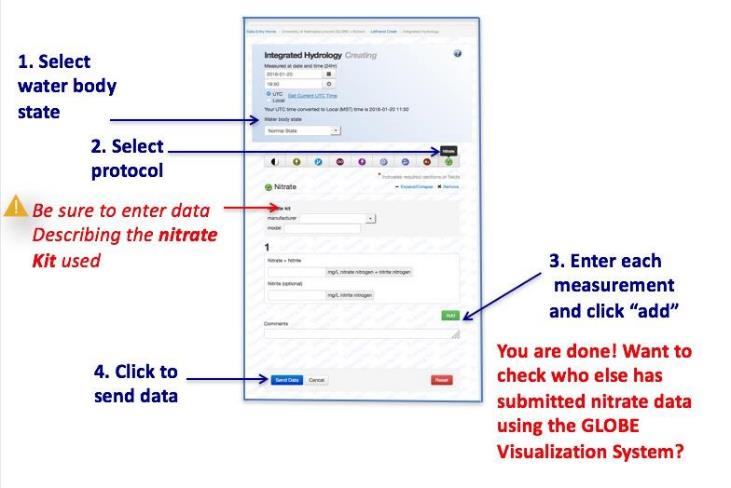 1. Select
water body
state
2. Select
protocol
Be sure to enter data
Describing the nitrate
Kit used
4. Click to
send data
Data Entry Home
Integrated Hydrology Creating
Measured at date and time (24hr)
2016-01-20
UTC Get Current UTC Time
Local
Your UTC time converted to Local (MST) time is 2016-01-20 11:30
Water body state
Normal State
Nitrate
* Indicates required sections or fields
Nitrate
Expand/Collapse Remove
manufacturer
model
1
Nitrate + Nitrite
mg/L nitrate nitrogen + nitrite nitrogen
Nitrite (optional)
mg/L nitrite nitrogen
Add
Comments
Send Data Cancel Reset
3. Enter each
measurement
and click “add”
You are done! Want to
check who else has
submitted nitrate data
using the GLOBE
Visualization System?